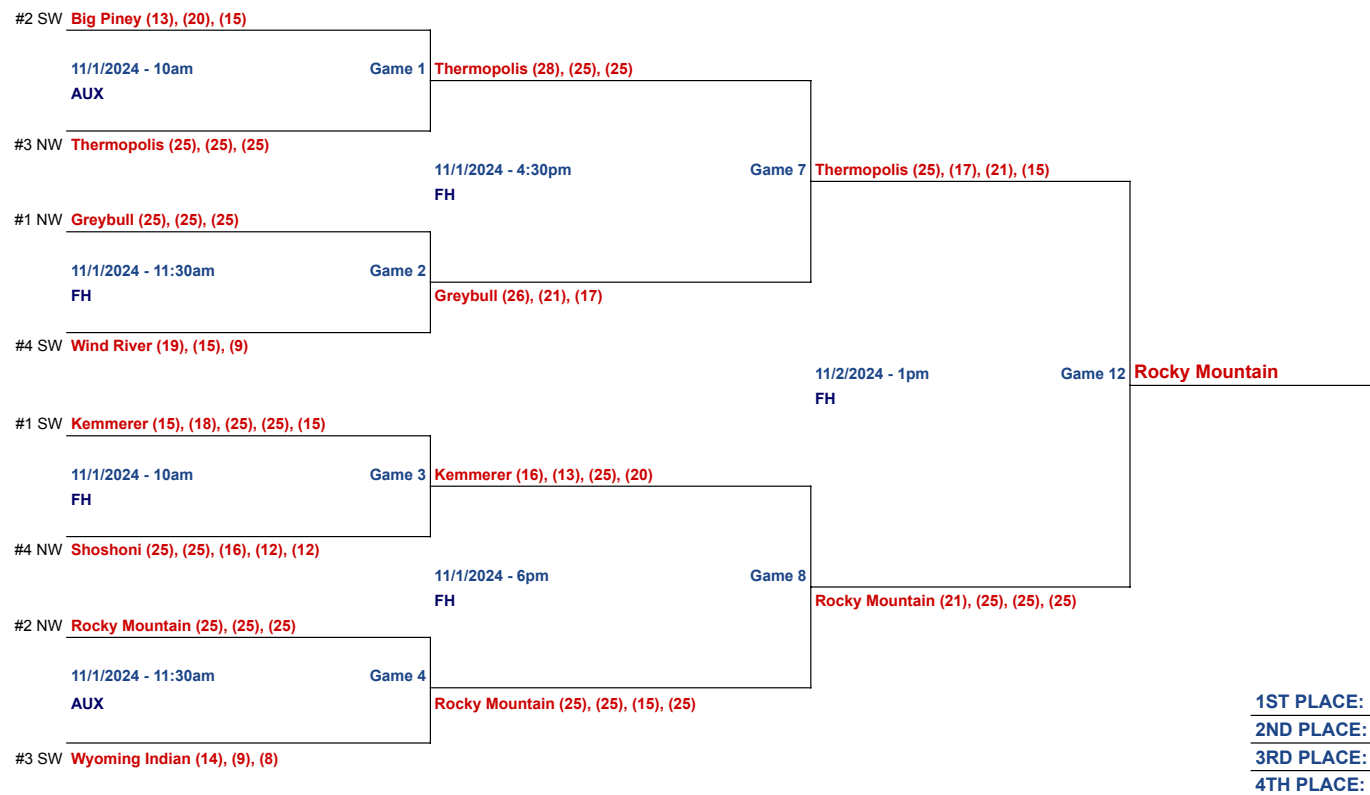 #2 SW Big Piney (13), (20), (15)
11/1/2024 - 10am Game 1 Thermopolis (28), (25), (25)
AUX
#3 NW Thermopolis (25), (25), (25)
11/1/2024 - 4:30pm Game 7 Thermopolis (25), (17), (21), (15)
FH
#1 NW Greybull (25), (25), (25)
11/1/2024 - 11:30am Game 2
FH Greybull (26), (21), (17)
#4 SW Wind River (19), (15), (9)
11/2/2024 - 1pm Game 12 Rocky Mountain
FH
#1 SW Kemmerer (15), (18), (25), (25), (15)
11/1/2024 - 10am Game 3 Kemmerer (16), (13), (25), (20)
FH
#4 NW Shoshoni (25), (25), (16), (12), (12)
11/1/2024 - 6pm Game 8
FH Rocky Mountain (21), (25), (25), (25)
#2 NW Rocky Mountain (25), (25), (25)
11/1/2024 - 11:30am Game 4
AUX Rocky Mountain (25), (25), (15), (25)
1ST PLACE:
2ND PLACE:
#3 SW Wyoming Indian (14), (9), (8)
3RD PLACE:
4TH PLACE: